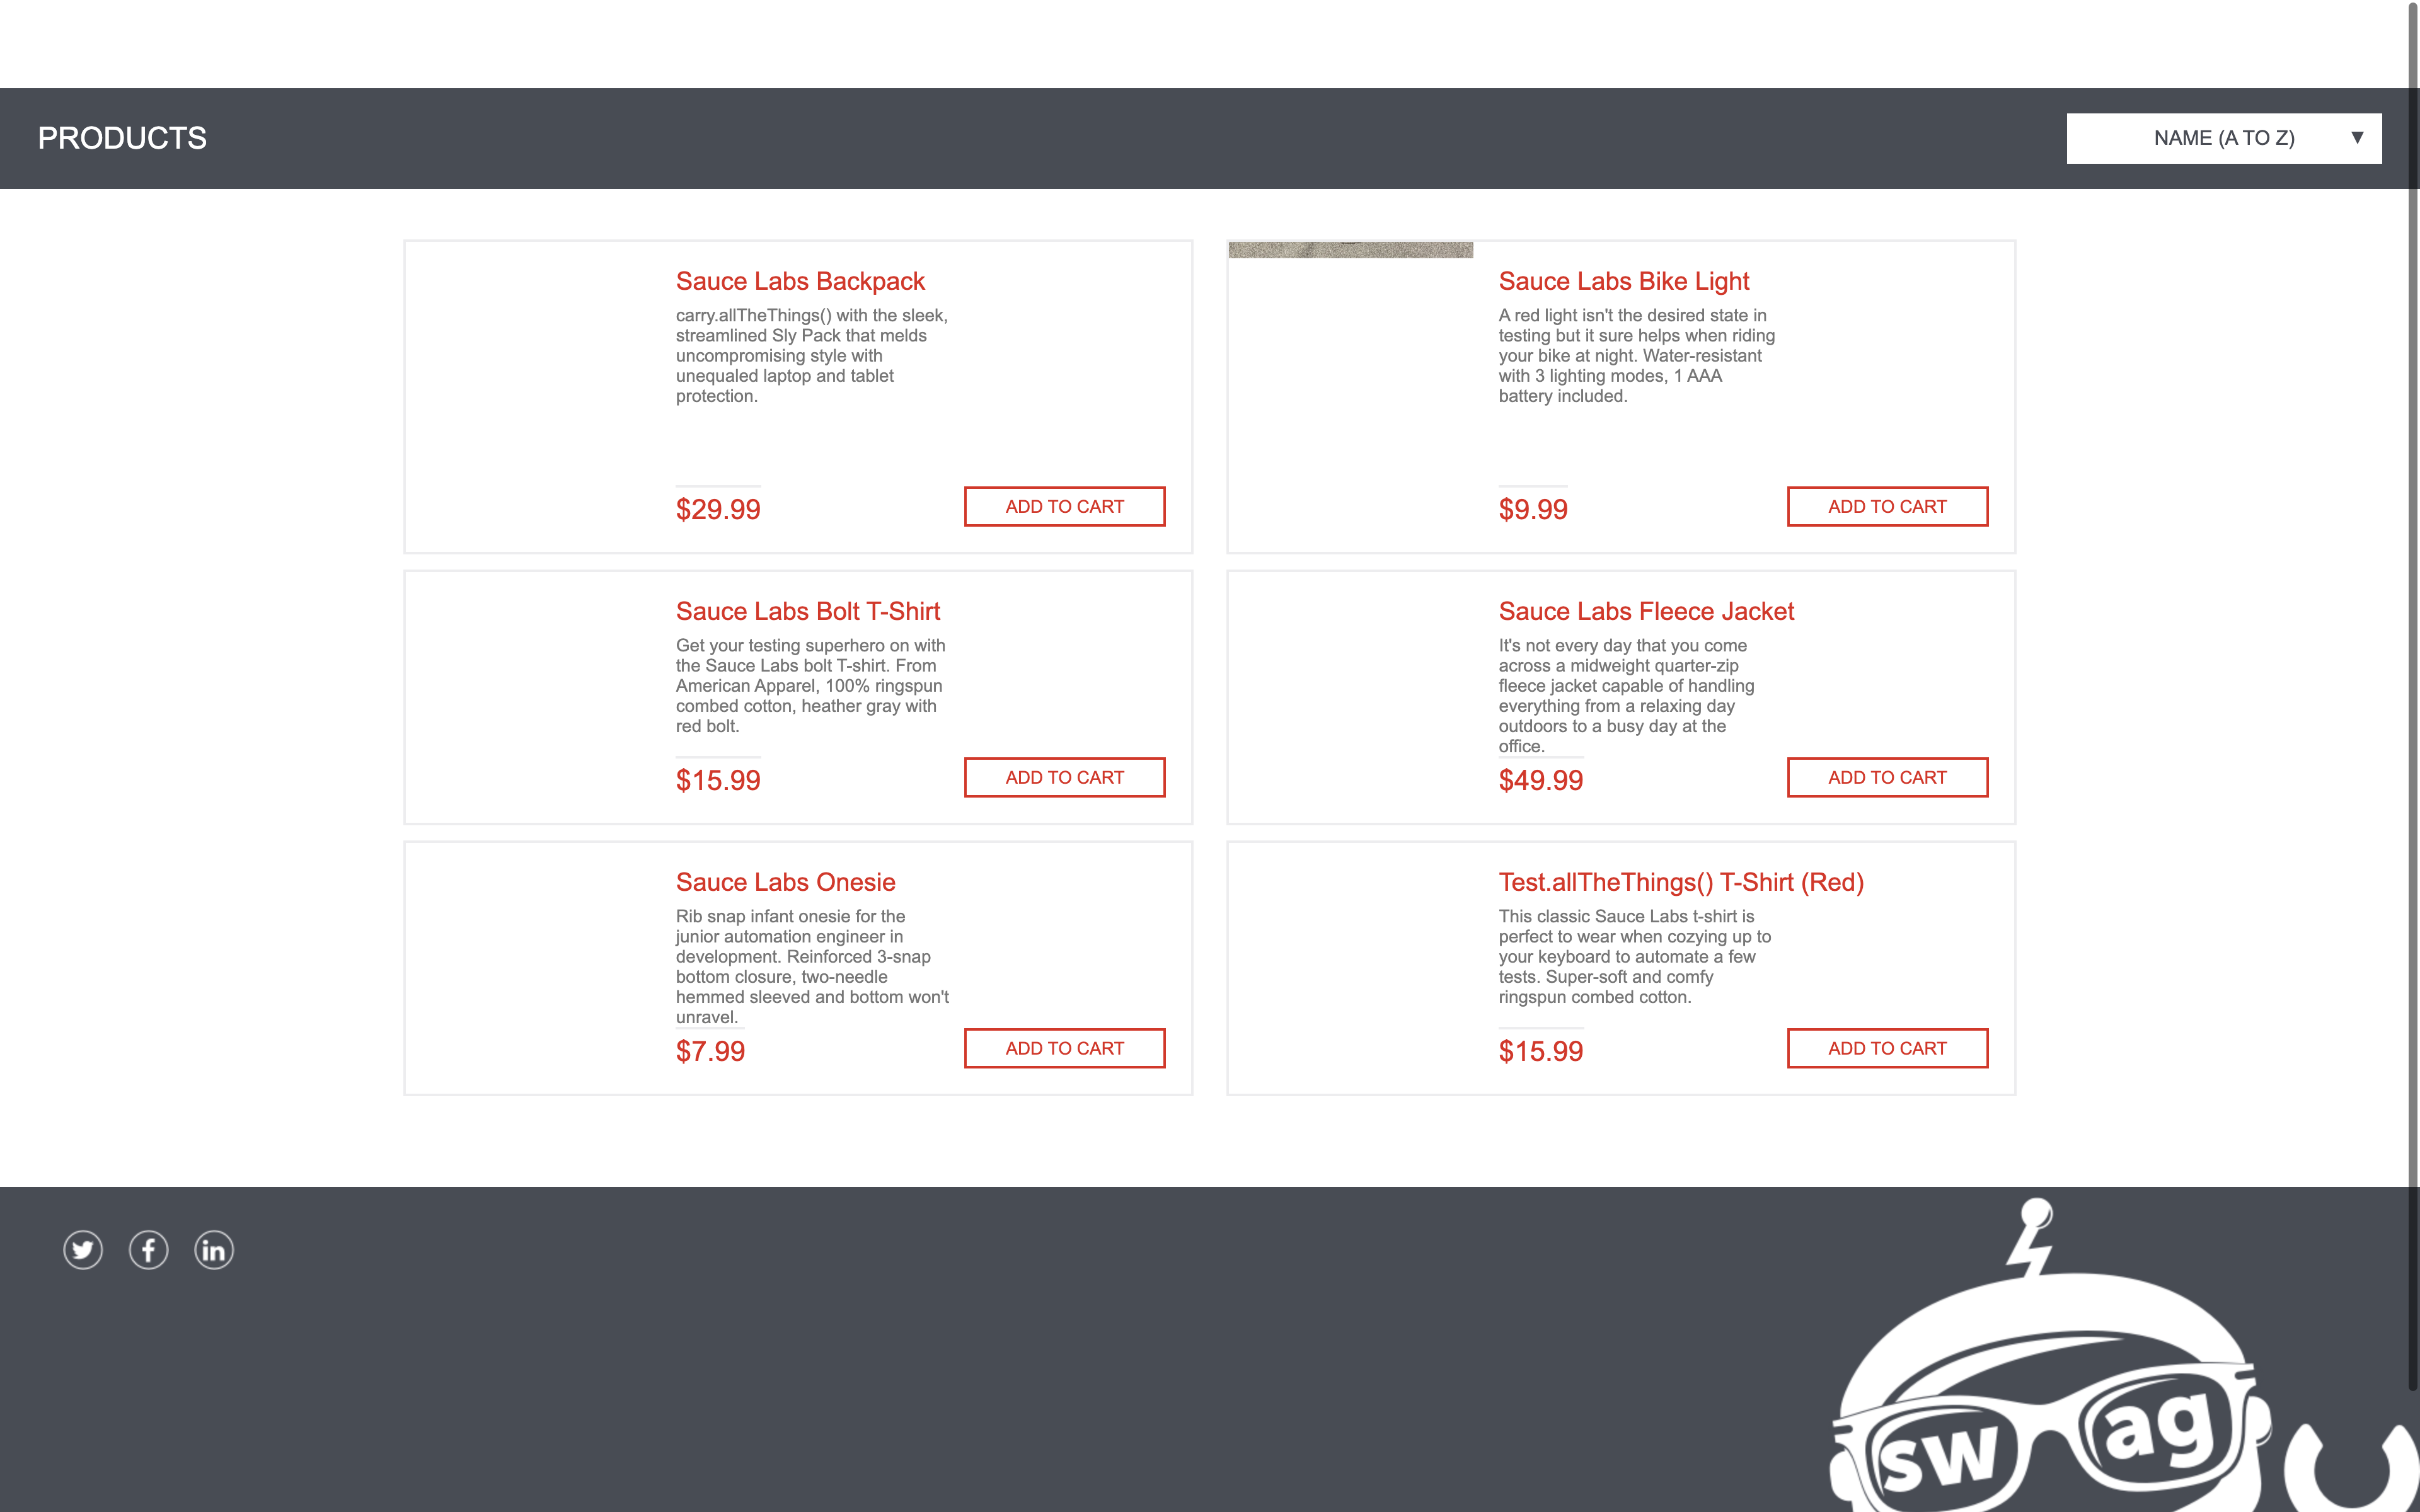 PRODUCTS
NAME (A TO Z) ▼
Sauce Labs Backpack
carry.allTheThings() with the sleek,
streamlined Sly Pack that melds
uncompromising style with
unequaled laptop and tablet
protection.
$29.99
ADD TO CART
Sauce Labs Bike Light
A red light isn't the desired state in
testing but it sure helps when riding
your bike at night. Water-resistant
with 3 lighting modes, 1 AAA
battery included.
$9.99
ADD TO CART
Sauce Labs Bolt T-Shirt
Get your testing superhero on with
the Sauce Labs bolt T-shirt. From
American Apparel, 100% ringspun
combed cotton, heather gray with
red bolt.
$15.99
ADD TO CART
Sauce Labs Fleece Jacket
It's not every day that you come
across a midweight quarter-zip
fleece jacket capable of handling
everything from a relaxing day
outdoors to a busy day at the
office.
$49.99
ADD TO CART
Sauce Labs Onesie
Rib snap infant onesie for the
junior automation engineer in
development. Reinforced 3-snap
bottom closure, two-needle
hemmed sleeved and bottom won't
unravel.
$7.99
ADD TO CART
Test.allTheThings() T-Shirt (Red)
This classic Sauce Labs t-shirt is
perfect to wear when cozying up to
your keyboard to automate a few
tests. Super-soft and comfy
ringspun combed cotton.
$15.99
ADD TO CART
f
in
sw ag